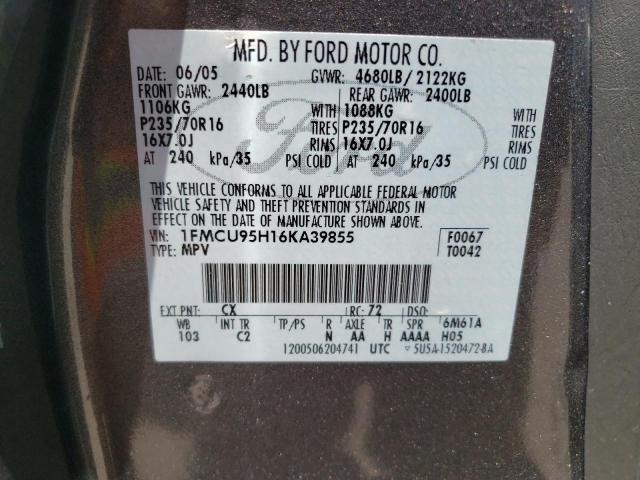 MFD. BY FORD MOTOR CO.
DATE: 06/05 GVWR: 4680LB/2122KG
FRONT GAWR: 2440LB REAR GAWR: 2400LB
1106KG WITH 1088KG WITH
P235/70R16 TIRES P235/70R16 TIRES
16X7.0J RIMS 16X7.0J RIMS
AT 240 kPa/35 PSI COLD AT 240 kPa/35 PSI COLD
Ford
THIS VEHICLE CONFORMS TO ALL APPLICABLE FEDERAL MOTOR
VEHICLE SAFETY AND THEFT PREVENTION STANDARDS IN
EFFECT ON THE DATE OF MANUFACTURE SHOWN ABOVE.
VIN: 1FMCU95H16KA39855 F0067
TYPE: MPV T0042
EXT PNT: CX RC: 72 DSO:
WB INT TR TP/PS R AXLE TR SPR 6M61A
103 C2 N AA H AAAA H05
1200506204741 UTC 5U5A-1520472-BA